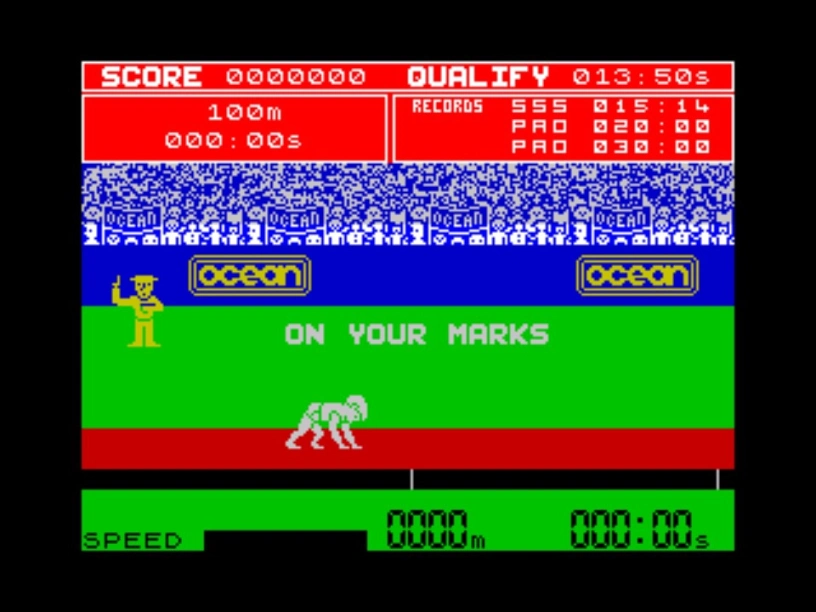 SCORE 0000000 QUALIFY 013:50s
100m
000:00s
RECORDS SSS 015:14
PAO 020:00
PAO 030:00
OCEAN OCEAN OCEAN OCEAN
ocean ocean
ON YOUR MARKS
SPEED 0000m 000:00s